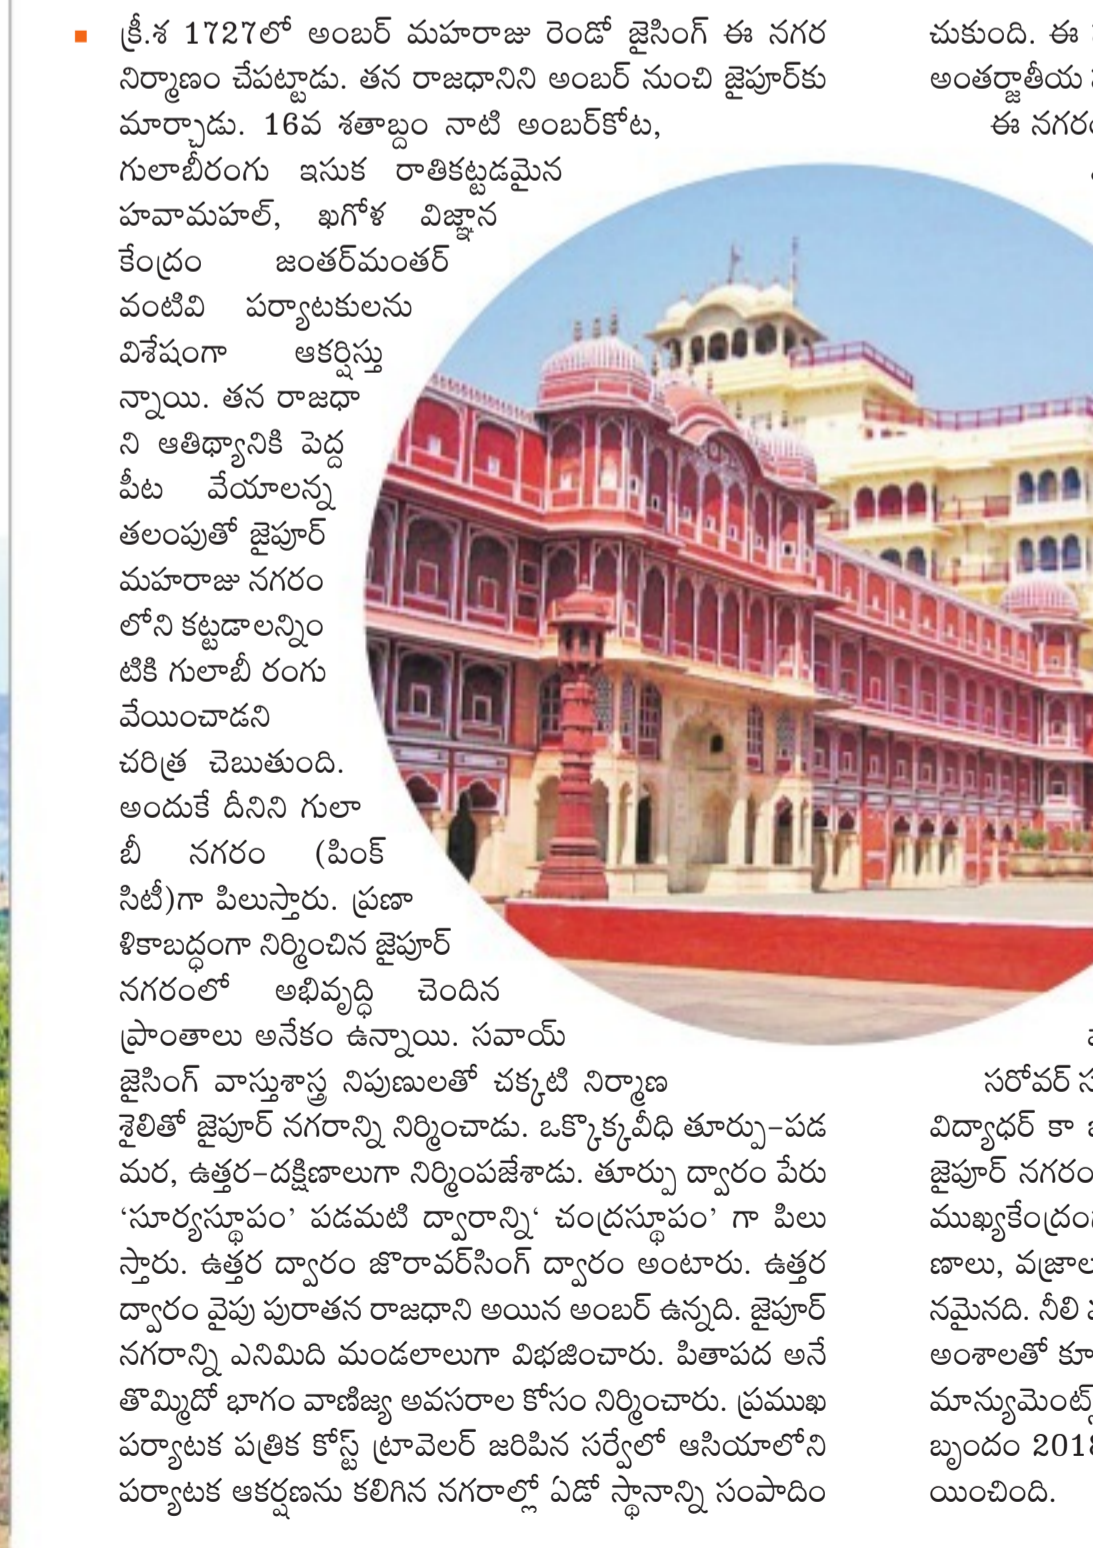 క్రీ.శ 1727లో అంబర్ మహరాజు రెండో జైసింగ్ ఈ నగర
నిర్మాణం చేపట్టాడు. తన రాజధానిని అంబర్ నుంచి జైపూర్‌కు
మార్చాడు. 16వ శతాబ్దం నాటి అంబర్‌కోట,
గులాబీరంగు ఇసుక రాతికట్టడమైన
హవామహల్, ఖగోళ విజ్ఞాన
కేంద్రం జంతర్‌మంతర్
వంటివి పర్యాటకులను
విశేషంగా ఆకర్షిస్తు
న్నాయి. తన రాజధా
ని ఆతిథ్యానికి పెద్ద
పీట వేయాలన్న
తలంపుతో జైపూర్
మహరాజు నగరం
లోని కట్టడాలన్నిం
టికి గులాబీ రంగు
వేయించాడని
చరిత్ర చెబుతుంది.
అందుకే దీనిని గులా
బీ నగరం (పింక్
సిటీ)గా పిలుస్తారు. ప్రణా
ళికాబద్ధంగా నిర్మించిన జైపూర్
నగరంలో అభివృద్ధి చెందిన
ప్రాంతాలు అనేకం ఉన్నాయి. సవాయ్
జైసింగ్ వాస్తుశాస్త్ర నిపుణులతో చక్కటి నిర్మాణ
శైలితో జైపూర్ నగరాన్ని నిర్మించాడు. ఒక్కొక్కవీధి తూర్పు-పడ
మర, ఉత్తర-దక్షిణాలుగా నిర్మింపజేశాడు. తూర్పు ద్వారం పేరు
‘సూర్యస్థూపం’ పడమటి ద్వారాన్ని‘ చంద్రస్థూపం’ గా పిలు
స్తారు. ఉత్తర ద్వారం జొరావర్‌సింగ్ ద్వారం అంటారు. ఉత్తర
ద్వారం వైపు పురాతన రాజధాని అయిన అంబర్ ఉన్నది. జైపూర్
నగరాన్ని ఎనిమిది మండలాలుగా విభజించారు. పితాపద అనే
తొమ్మిదో భాగం వాణిజ్య అవసరాల కోసం నిర్మించారు. ప్రముఖ
పర్యాటక పత్రిక కోస్ట్ ట్రావెలర్ జరిపిన సర్వేలో ఆసియాలోని
పర్యాటక ఆకర్షణను కలిగిన నగరాల్లో ఏడో స్థానాన్ని సంపాదిం
చుకుంది. ఈ
అంతర్జాతీయ
ఈ
సరోవర్
విద్యాధర్ కా
జైపూర్
ణాలు,
నమైనది. నీలి
అంశాలతో
బృందం
యించింది.